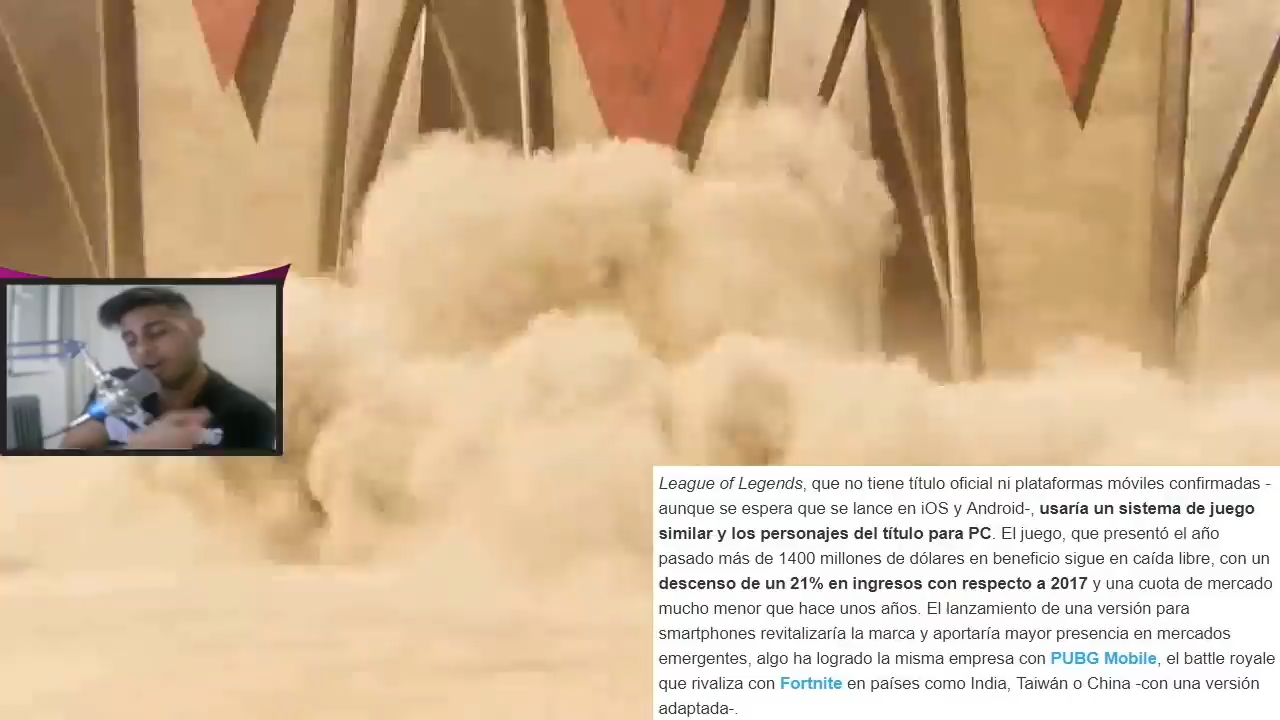 League of Legends, que no tiene título oficial ni plataformas móviles confirmadas -
aunque se espera que se lance en iOS y Android-, usaría un sistema de juego
similar y los personajes del título para PC. El juego, que presentó el año
pasado más de 1400 millones de dólares en beneficio sigue en caída libre, con un
descenso de un 21% en ingresos con respecto a 2017 y una cuota de mercado
mucho menor que hace unos años. El lanzamiento de una versión para
smartphones revitalizaría la marca y aportaría mayor presencia en mercados
emergentes, algo ha logrado la misma empresa con PUBG Mobile, el battle royale
que rivaliza con Fortnite en países como India, Taiwán o China -con una versión
adaptada-.